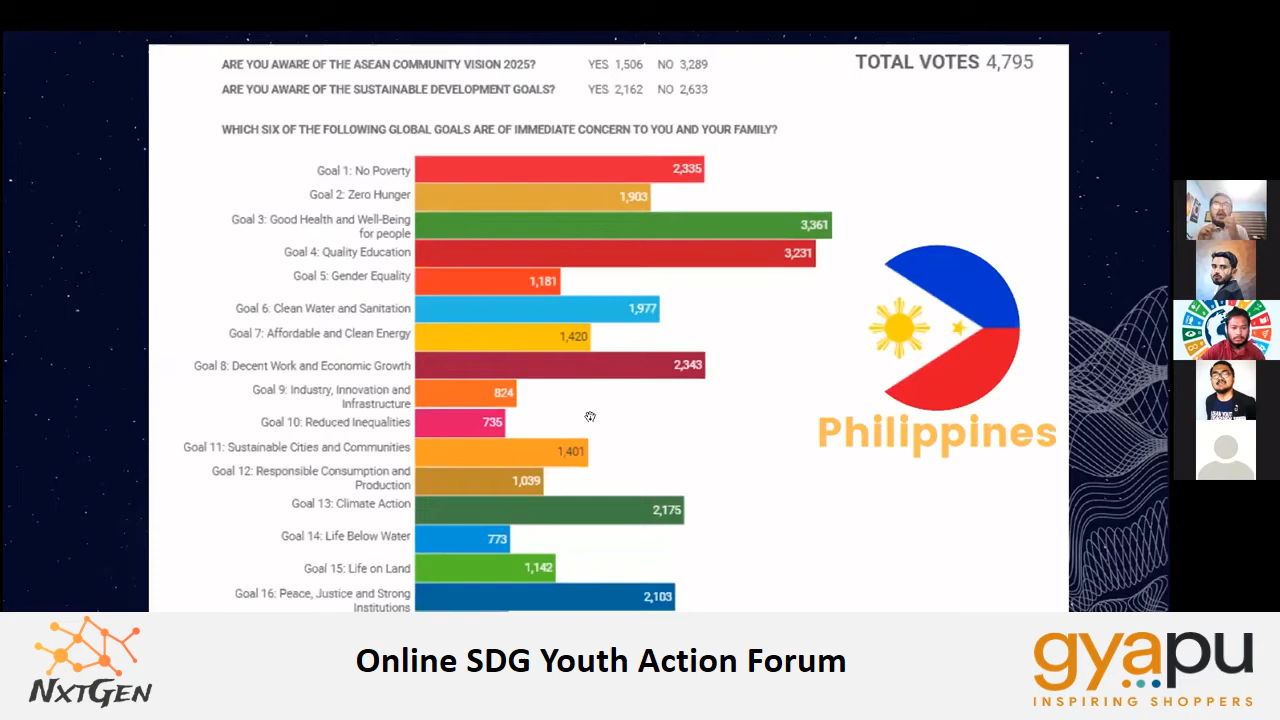 ARE YOU AWARE OF THE ASEAN COMMUNITY VISION 2025? YES 1,506 NO 3,289
TOTAL VOTES 4,795
ARE YOU AWARE OF THE SUSTAINABLE DEVELOPMENT GOALS? YES 2,162 NO 2,633
WHICH SIX OF THE FOLLOWING GLOBAL GOALS ARE OF IMMEDIATE CONCERN TO YOU AND YOUR FAMILY?
Goal 1: No Poverty 2,335
Goal 2: Zero Hunger 1,903
Goal 3: Good Health and Well-Being
for people 3,361
Goal 4: Quality Education 3,231
Goal 5: Gender Equality 1,181
Goal 6: Clean Water and Sanitation 1,977
Goal 7: Affordable and Clean Energy 1,420
Goal 8: Decent Work and Economic Growth 2,343
Goal 9: Industry, Innovation and
Infrastructure 824
Goal 10: Reduced Inequalities 735
Goal 11: Sustainable Cities and Communities 1,401
Goal 12: Responsible Consumption and
Production 1,039
Goal 13: Climate Action 2,175
Goal 14: Life Below Water 773
Goal 15: Life on Land 1,142
Goal 16: Peace, Justice and Strong
Institutions 2,103
Philippines
NXTGEN
Online SDG Youth Action Forum
gyapu
INSPIRING SHOPPERS